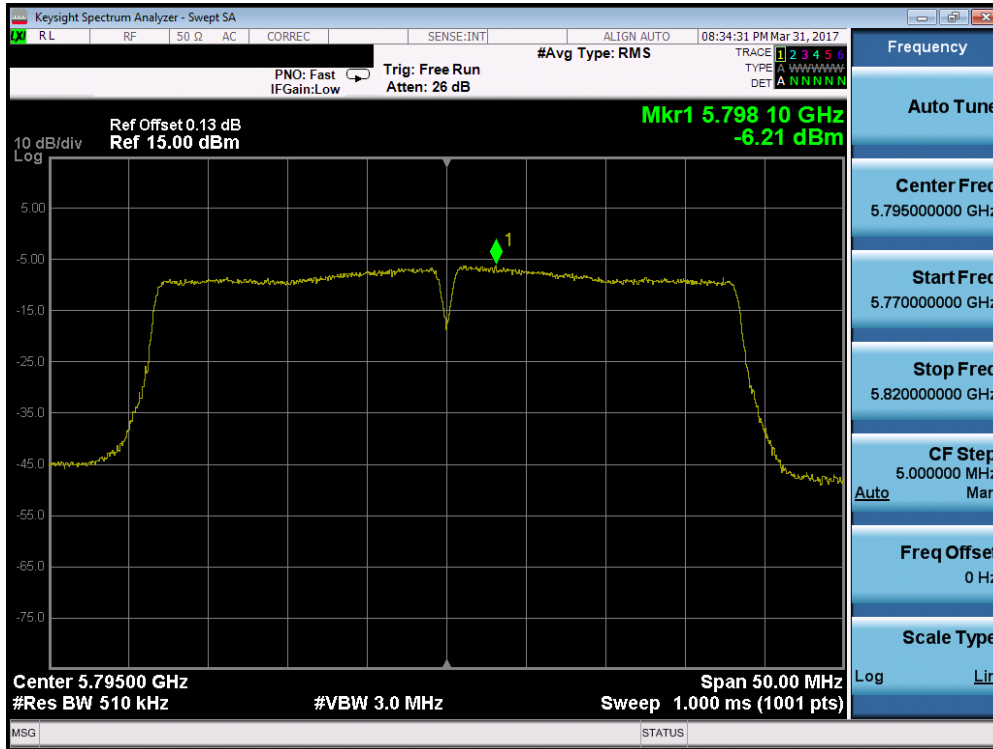 Keysight Spectrum Analyzer - Swept SA
LXI RL RF 50 Ω AC CORREC SENSE:INT ALIGN AUTO 08:34:31 PM Mar 31, 2017
#Avg Type: RMS
TRACE 1 2 3 4 5 6
TYPE A WWWWW
DET A N N N N N
PNO: Fast
IFGain:Low
Trig: Free Run
Atten: 26 dB
Mkr1 5.798 10 GHz
-6.21 dBm
Ref Offset 0.13 dB
10 dB/div Ref 15.00 dBm
Log
5.00
-5.00
-15.0
-25.0
-35.0
-45.0
-55.0
-65.0
-75.0
1
Center 5.79500 GHz
Span 50.00 MHz
#Res BW 510 kHz
#VBW 3.0 MHz
Sweep 1.000 ms (1001 pts)
MSG
STATUS
Frequency
Auto Tune
Center Freq
5.795000000 GHz
Start Freq
5.770000000 GHz
Stop Freq
5.820000000 GHz
CF Step
5.000000 MHz
Auto Man
Freq Offset
0 Hz
Scale Type
Log Lin